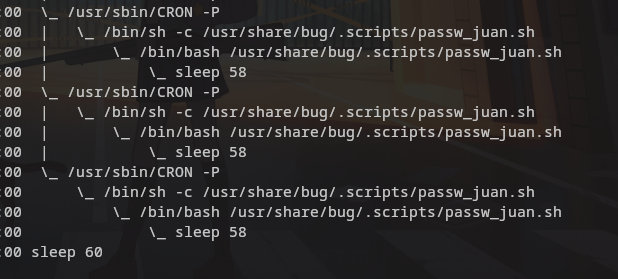 :00  \_ /usr/sbin/CRON -P
:00  |   \_ /bin/sh -c /usr/share/bug/.scripts/passw_juan.sh
:00  |       \_ /bin/bash /usr/share/bug/.scripts/passw_juan.sh
:00  |           \_ sleep 58
:00  \_ /usr/sbin/CRON -P
:00  |   \_ /bin/sh -c /usr/share/bug/.scripts/passw_juan.sh
:00  |       \_ /bin/bash /usr/share/bug/.scripts/passw_juan.sh
:00  |           \_ sleep 58
:00  \_ /usr/sbin/CRON -P
:00      \_ /bin/sh -c /usr/share/bug/.scripts/passw_juan.sh
:00          \_ /bin/bash /usr/share/bug/.scripts/passw_juan.sh
:00              \_ sleep 58
:00 sleep 60